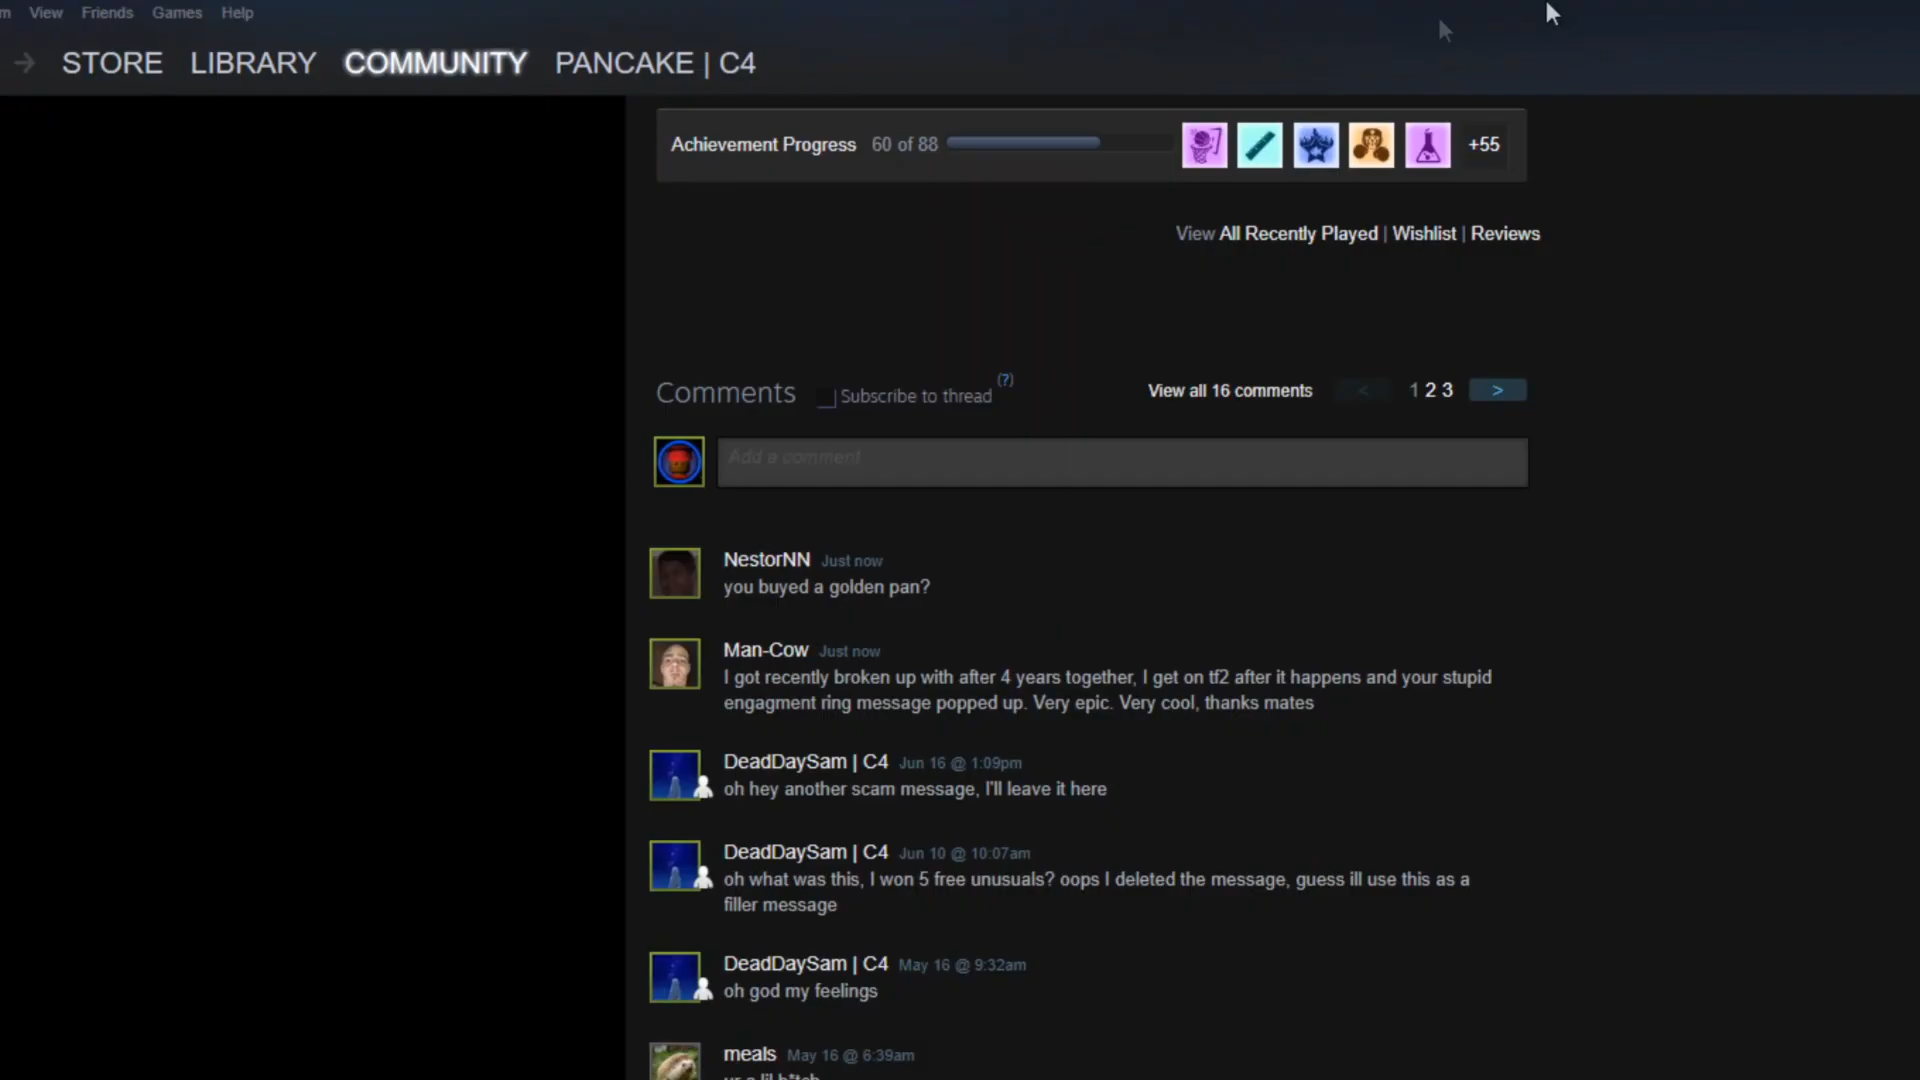 m View Friends Games Help
STORE LIBRARY COMMUNITY PANCAKE | C4
Achievement Progress 60 of 88 +55
View All Recently Played | Wishlist | Reviews
Comments Subscribe to thread (?) View all 16 comments < 1 2 3 >
Add a comment
NestorNN Just now
you buyed a golden pan?
Man-Cow Just now
I got recently broken up with after 4 years together, I get on tf2 after it happens and your stupid
engagment ring message popped up. Very epic. Very cool, thanks mates
DeadDaySam | C4 Jun 16 @ 1:09pm
oh hey another scam message, I'll leave it here
DeadDaySam | C4 Jun 10 @ 10:07am
oh what was this, I won 5 free unusuals? oops I deleted the message, guess ill use this as a
filler message
DeadDaySam | C4 May 16 @ 9:32am
oh god my feelings
meals May 16 @ 6:39am